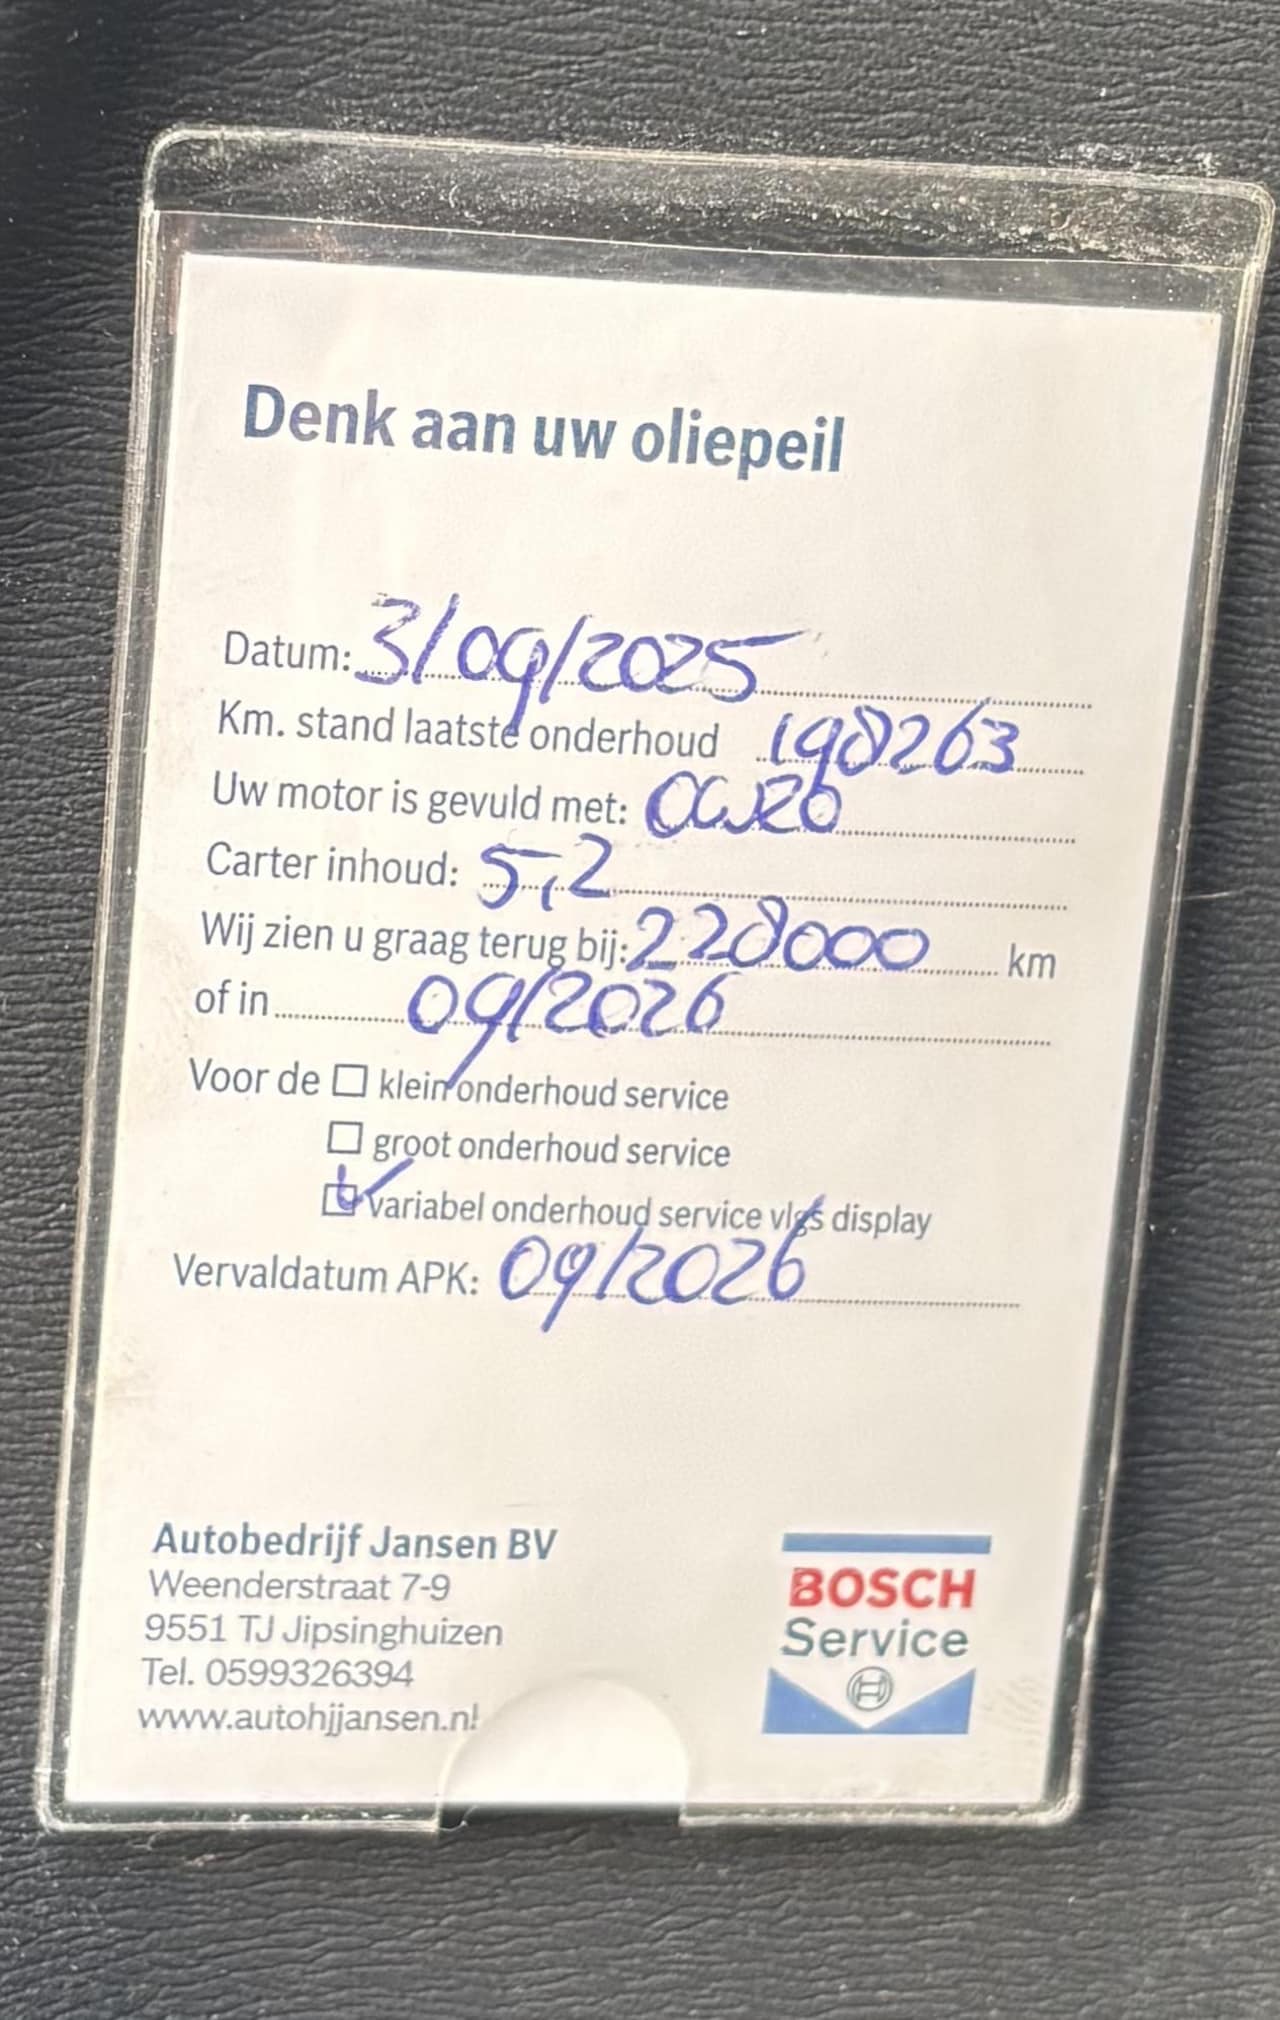 Denk aan uw oliepeil
Datum: 3/09/2025
Km. stand laatste onderhoud 198263
Uw motor is gevuld met: 0W20
Carter inhoud: 5,2
Wij zien u graag terug bij: 228000 km
of in 09/2026
Voor de klein onderhoud service
groot onderhoud service
variabel onderhoud service vlgs display
Vervaldatum APK: 09/2026
Autobedrijf Jansen BV
Weenderstraat 7-9
9551 TJ Jipsinghuizen
Tel. 0599326394
www.autohjjansen.nl
BOSCH
Service